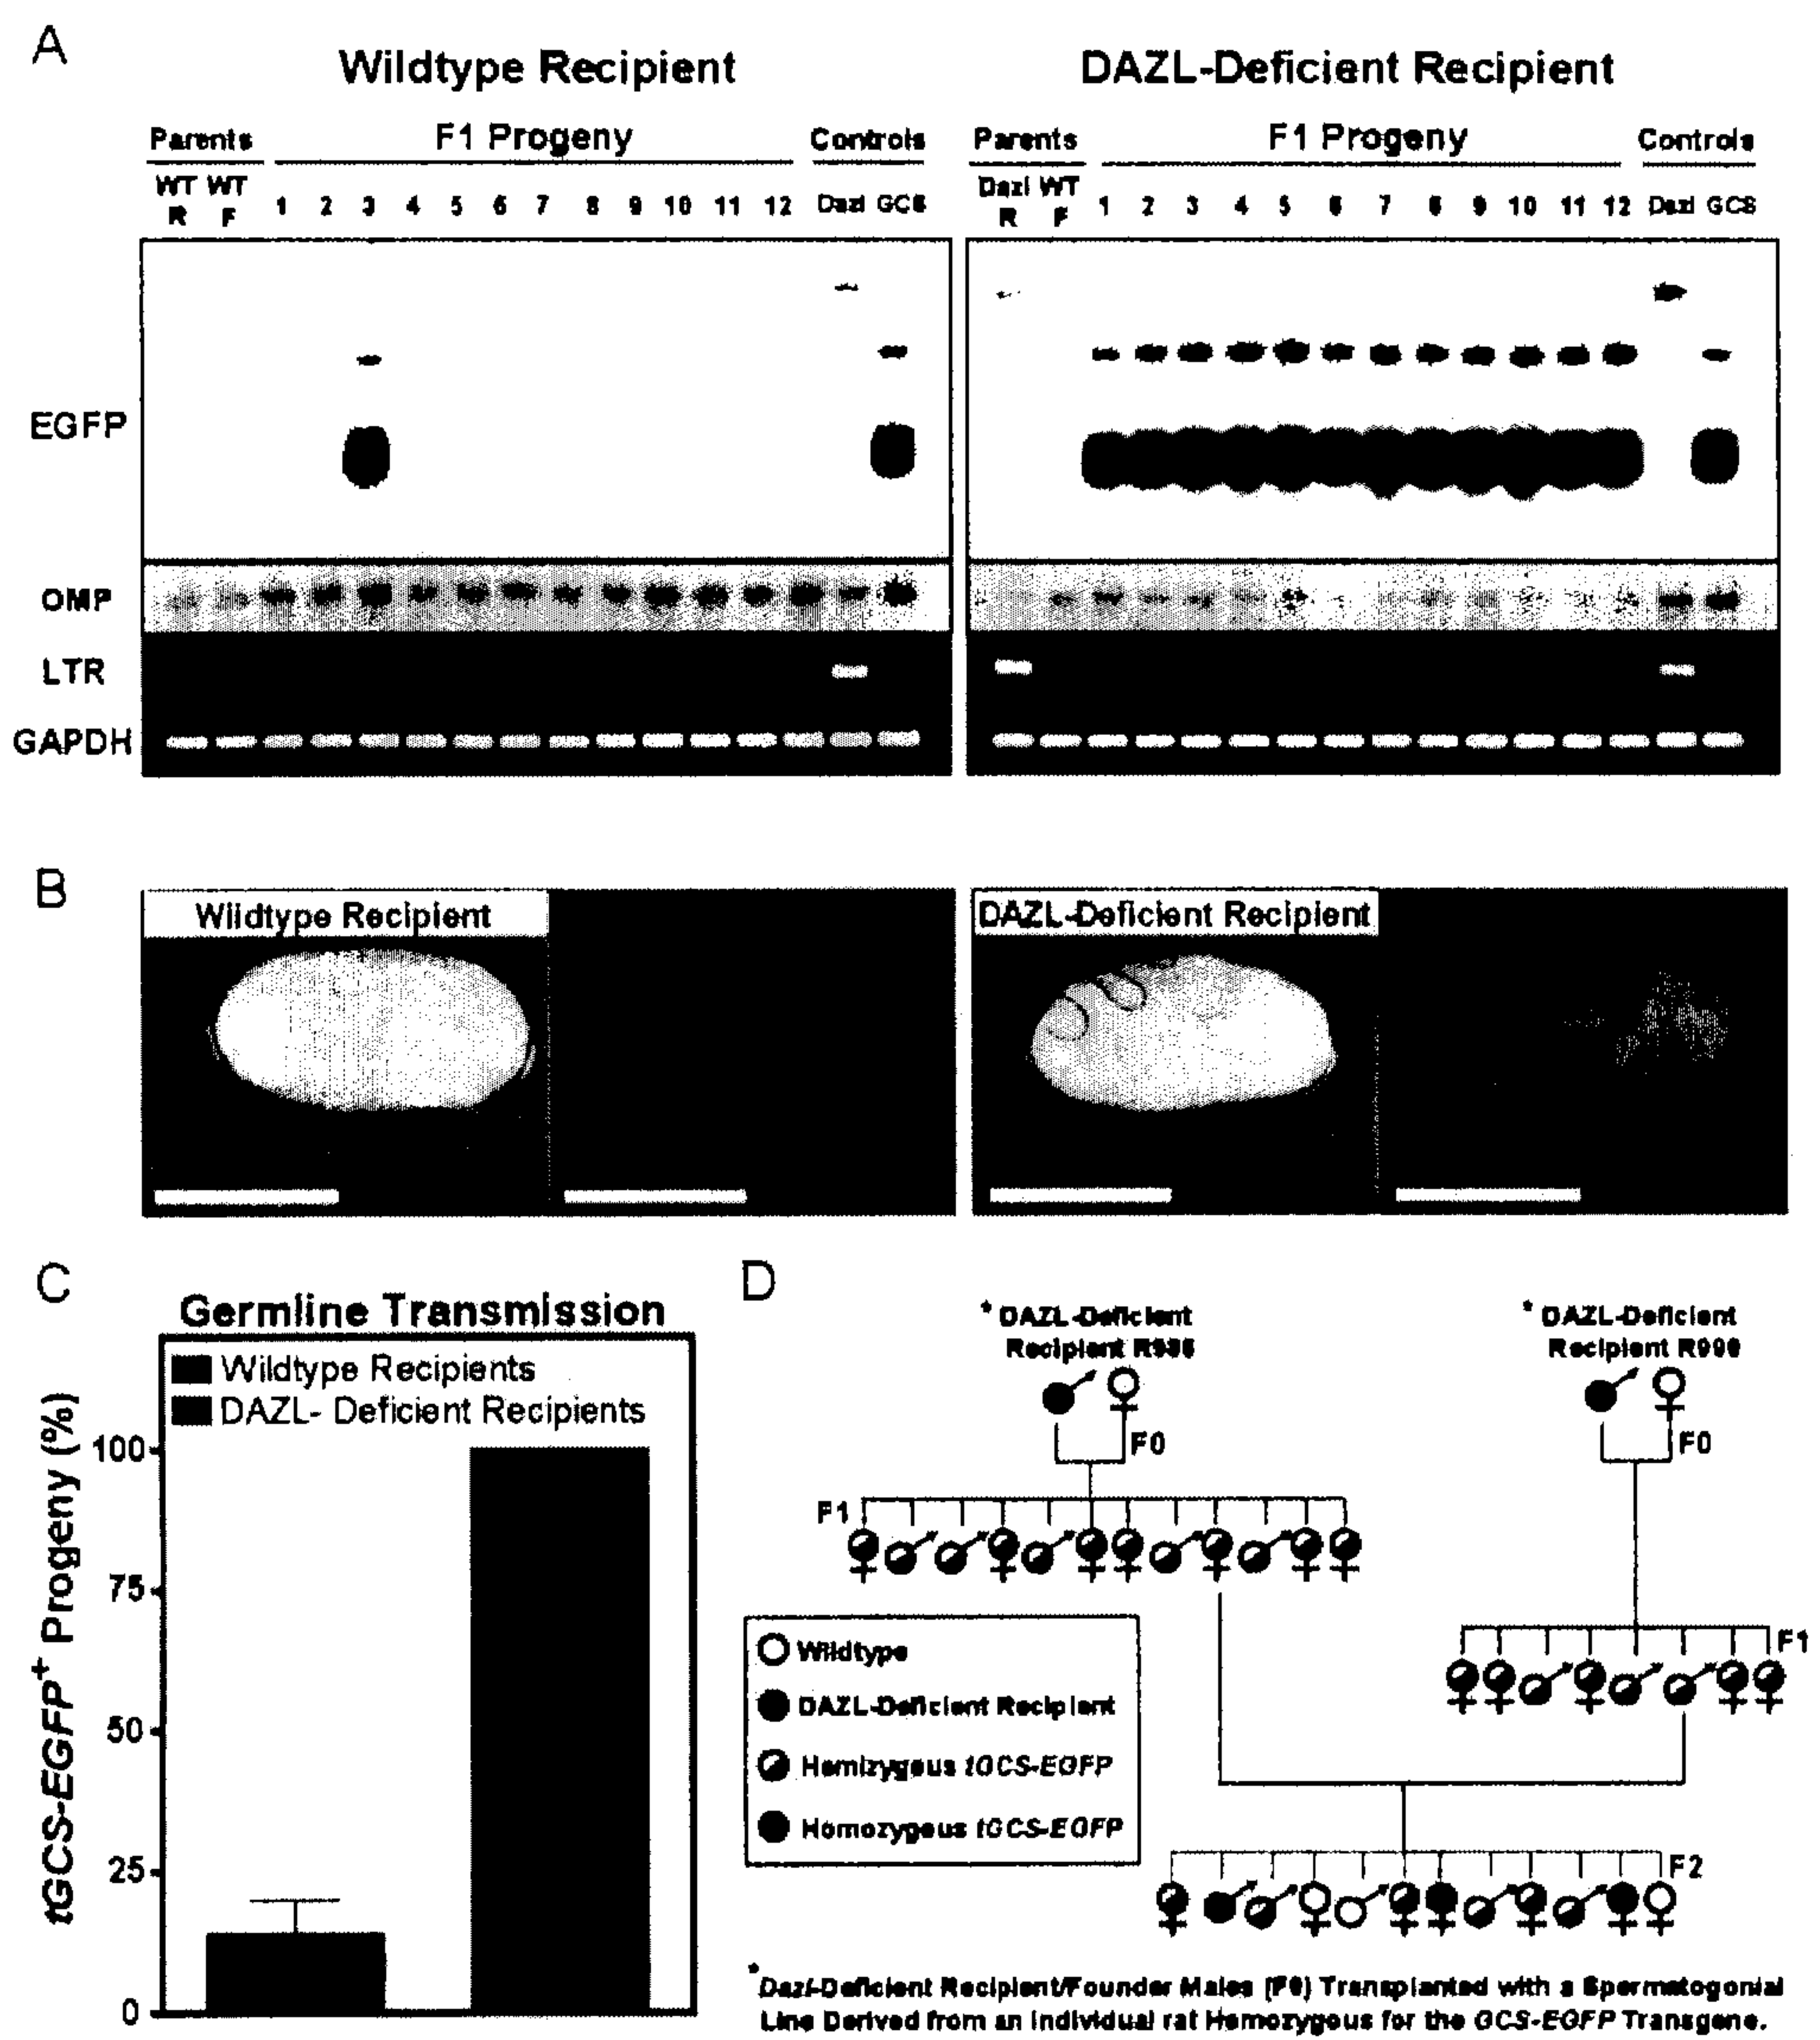 A
Wildtype Recipient
DAZL-Deficient Recipient
Parents F1 Progeny Controls
Parents F1 Progeny Controls
WT R WT F 1 2 3 4 5 6 7 8 9 10 11 12 Dazl GCS
Dazl R WT F 1 2 3 4 5 6 7 8 9 10 11 12 Dazl GCS
EGFP
OMP
LTR
GAPDH
B
Wildtype Recipient
DAZL-Deficient Recipient
C
Germline Transmission
Wildtype Recipients
DAZL- Deficient Recipients
tGCS-EGFP+ Progeny (%)
100
75
50
25
0
D
* DAZL-Deficient
Recipient
* DAZL-Deficient
Recipient
F0
F0
F1
F1
Wildtype
DAZL-Deficient Recipient
Hemizygous tGCS-EGFP
Homozygous tGCS-EGFP
F2
*Dazl-Deficient Recipient/Founder Males (F0) Transplanted with a Spermatogonial
Line Derived from an individual rat Homozygous for the GCS-EGFP Transgene.